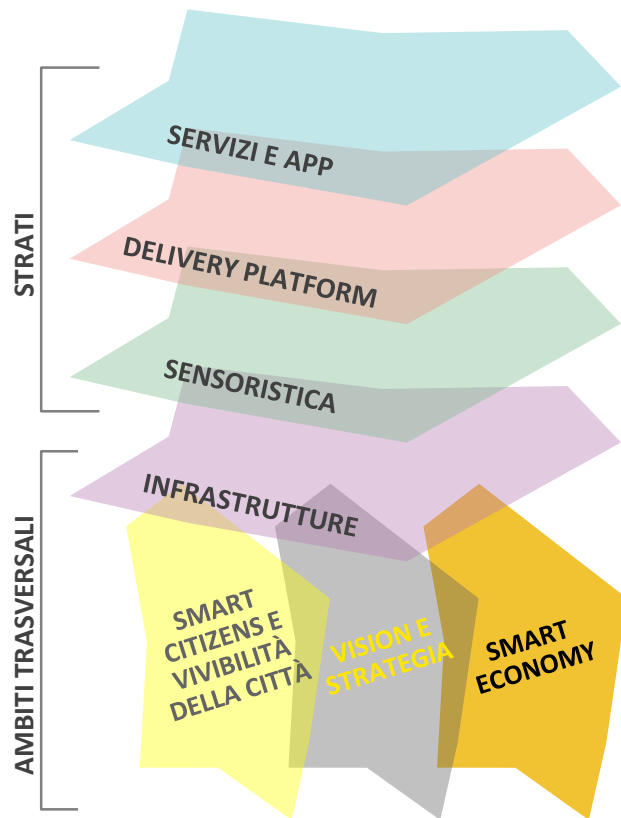 STRATI
SERVIZI E APP
DELIVERY PLATFORM
SENSORISTICA
INFRASTRUTTURE
AMBITI TRASVERSALI
SMART
CITIZENS E
VIVIBILITÀ
DELLA CITTÀ
VISION E
STRATEGIA
SMART
ECONOMY